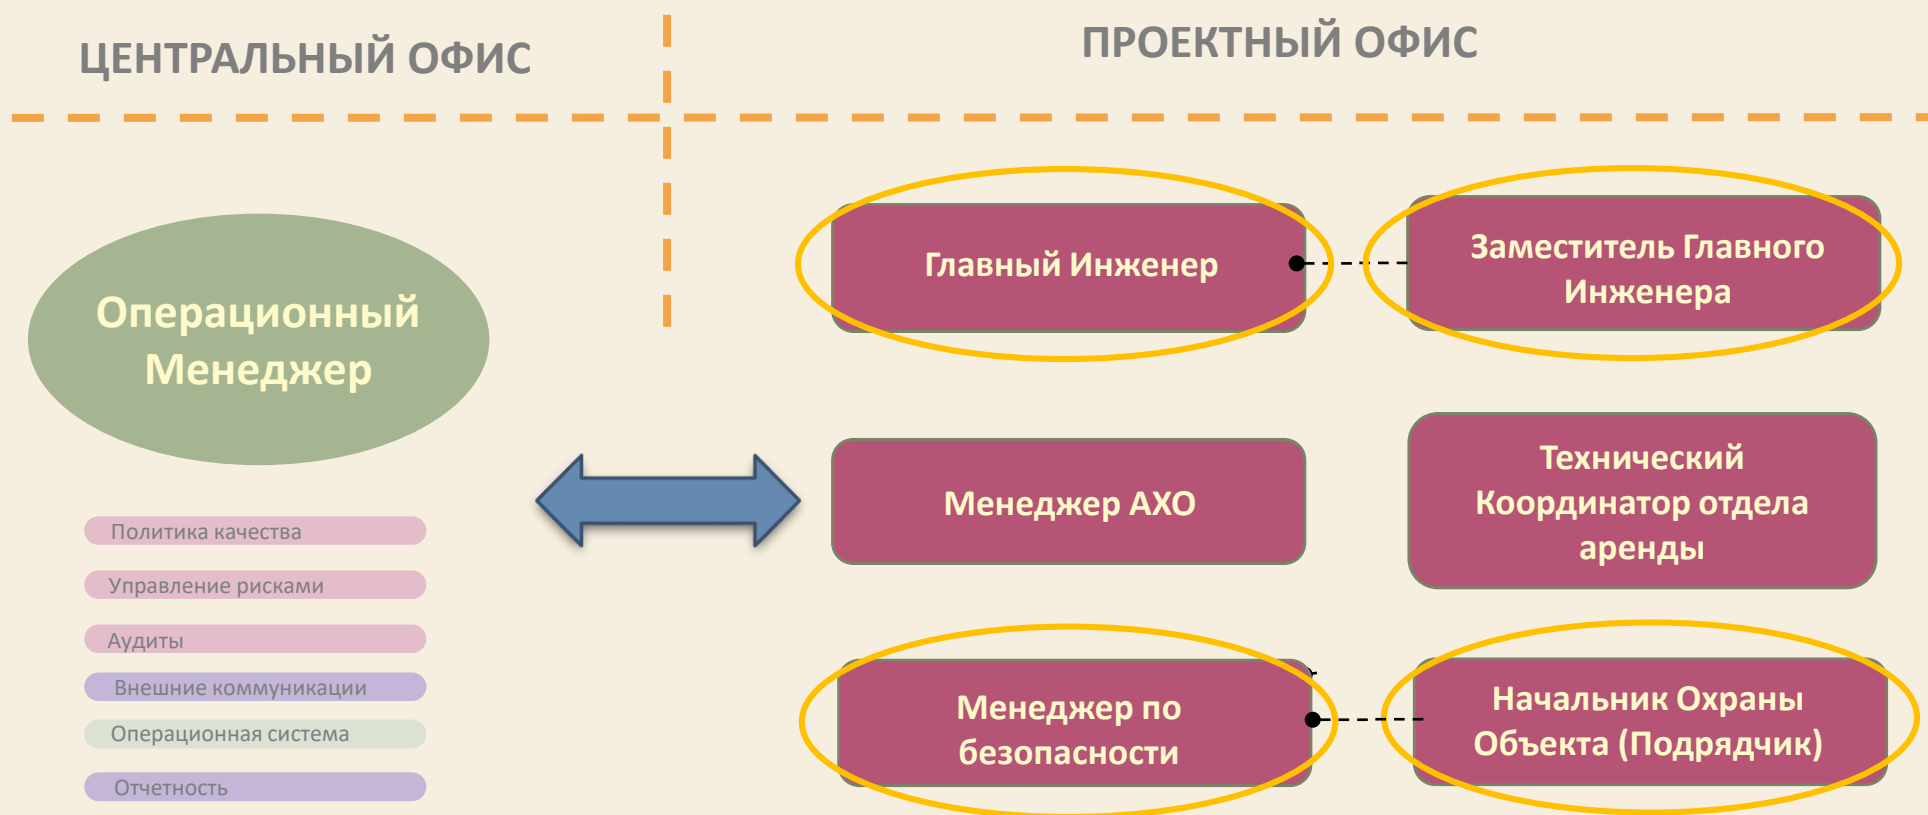 ЦЕНТРАЛЬНЫЙ ОФИС
ПРОЕКТНЫЙ ОФИС
Операционный
Менеджер
Политика качества
Управление рисками
Аудиты
Внешние коммуникации
Операционная система
Отчетность
Главный Инженер
Заместитель Главного
Инженера
Менеджер АХО
Технический
Координатор отдела
аренды
Менеджер по
безопасности
Начальник Охраны
Объекта (Подрядчик)